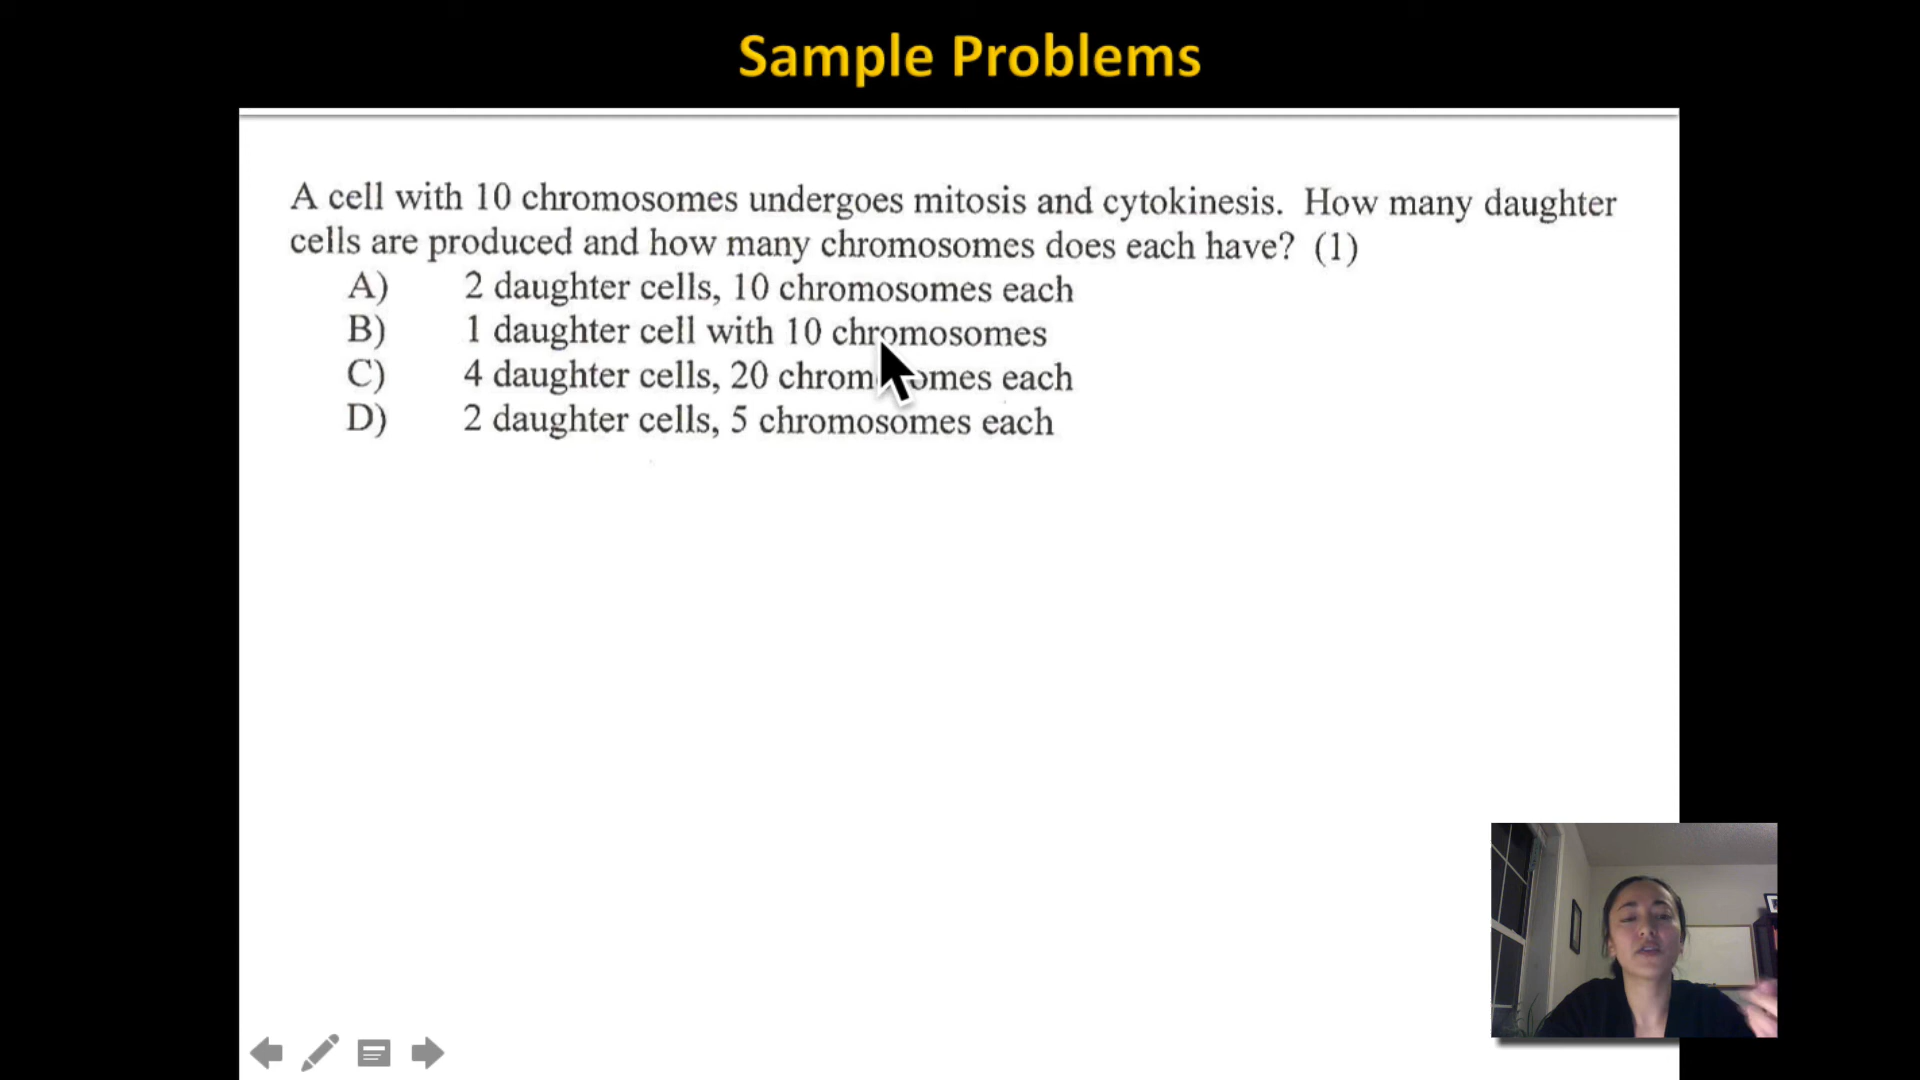 Sample Problems
A cell with 10 chromosomes undergoes mitosis and cytokinesis. How many daughter
cells are produced and how many chromosomes does each have? (1)
A) 2 daughter cells, 10 chromosomes each
B) 1 daughter cell with 10 chromosomes
C) 4 daughter cells, 20 chromosomes each
D) 2 daughter cells, 5 chromosomes each